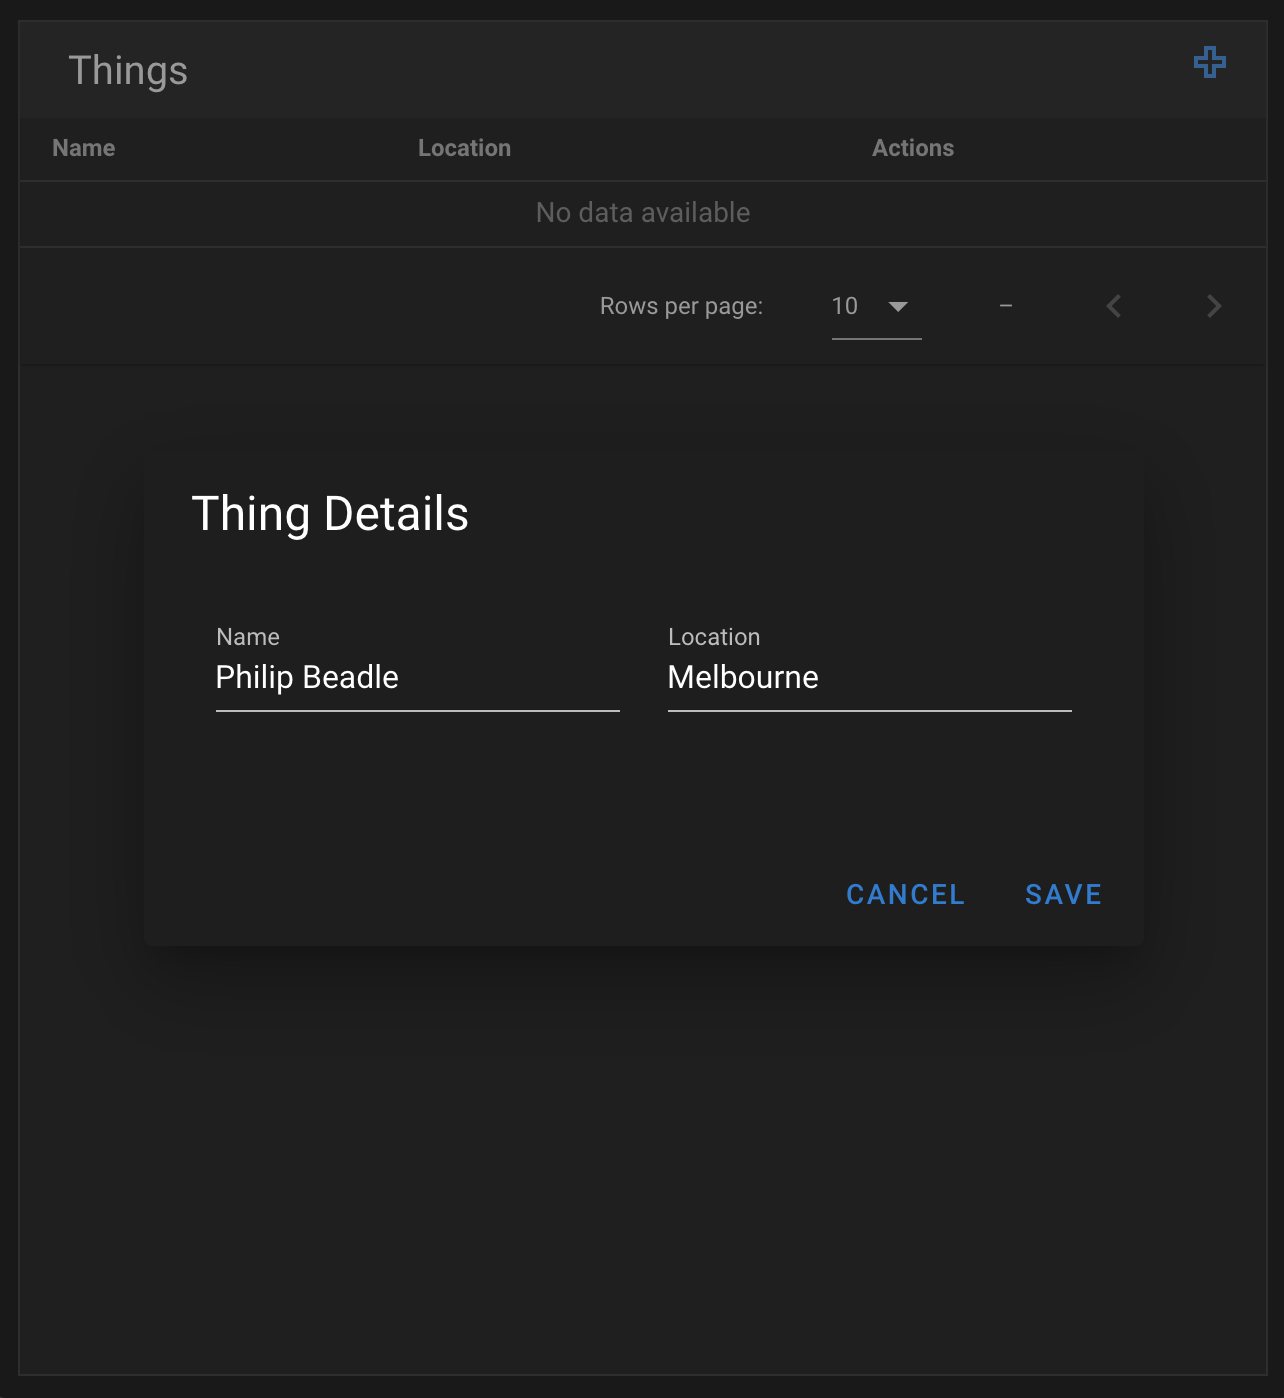 Things
Name Location Actions
No data available
Rows per page: 10 –
Thing Details
Name Location
Philip Beadle Melbourne
CANCEL SAVE